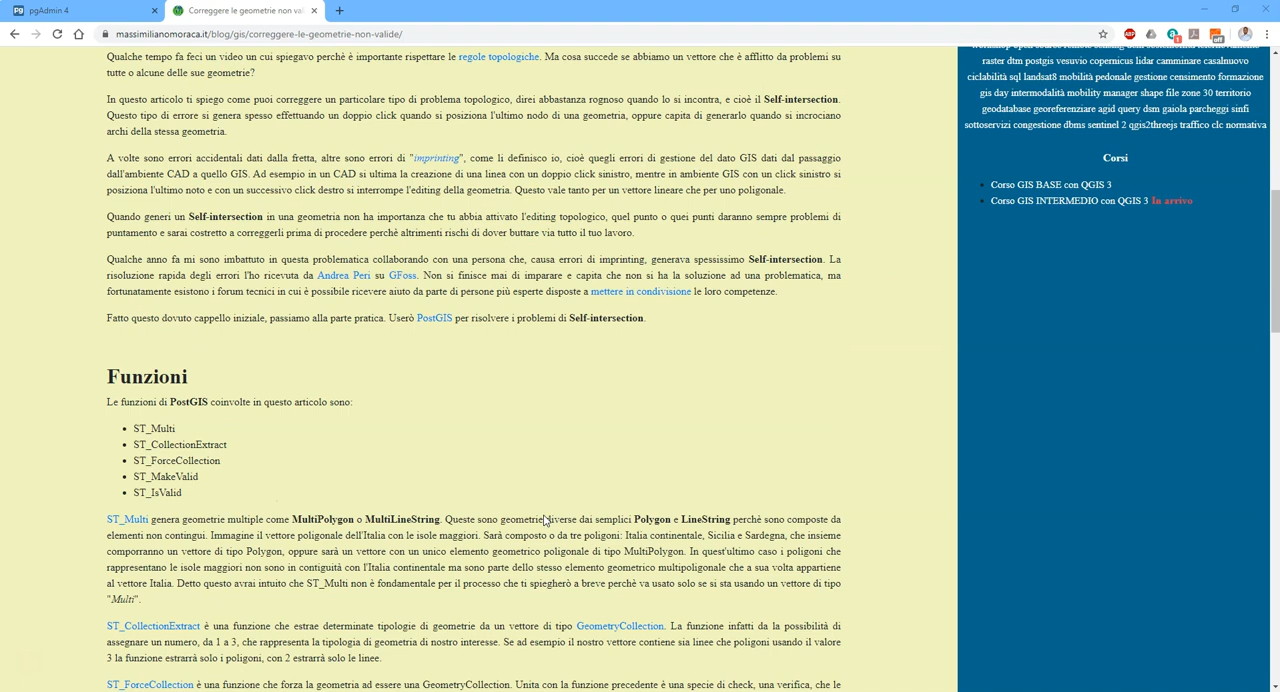 pgAdmin 4
Correggere le geometrie non va
massimilianomoraca.it/blog/gis/correggere-le-geometrie-non-valide/
Qualche tempo fa feci un video un cui spiegavo perchè è importante rispettare le regole topologiche. Ma cosa succede se abbiamo un vettore che è afflitto da problemi su
tutte o alcune delle sue geometrie?
In questo articolo ti spiego come puoi correggere un particolare tipo di problema topologico, direi abbastanza rognoso quando lo si incontra, e cioè il Self-intersection.
Questo tipo di errore si genera spesso effettuando un doppio click quando si posiziona l'ultimo nodo di una geometria, oppure capita di generarlo quando si incrociano
archi della stessa geometria.
A volte sono errori accidentali dati dalla fretta, altre sono errori di "imprinting", come li definisco io, cioè quegli errori di gestione del dato GIS dati dal passaggio
dall'ambiente CAD a quello GIS. Ad esempio in un CAD si ultima la creazione di una linea con un doppio click sinistro, mentre in ambiente GIS con un click sinistro si
posiziona l'ultimo noto e con un successivo click destro si interrompe l'editing della geometria. Questo vale tanto per un vettore lineare che per uno poligonale.
Quando generi un Self-intersection in una geometria non ha importanza che tu abbia attivato l'editing topologico, quel punto o quei punti daranno sempre problemi di
puntamento e sarai costretto a correggerli prima di procedere perchè altrimenti rischi di dover buttare via tutto il tuo lavoro.
Qualche anno fa mi sono imbattuto in questa problematica collaborando con una persona che, causa errori di imprinting, generava spessissimo Self-intersection. La
risoluzione rapida degli errori l'ho ricevuta da Andrea Peri su GFoss. Non si finisce mai di imparare e capita che non si ha la soluzione ad una problematica, ma
fortunatamente esistono i forum tecnici in cui è possibile ricevere aiuto da parte di persone più esperte disposte a mettere in condivisione le loro competenze.
Fatto questo dovuto cappello iniziale, passiamo alla parte pratica. Userò PostGIS per risolvere i problemi di Self-intersection.
Funzioni
Le funzioni di PostGIS coinvolte in questo articolo sono:
• ST_Multi
• ST_CollectionExtract
• ST_ForceCollection
• ST_MakeValid
• ST_IsValid
ST_Multi genera geometrie multiple come MultiPolygon o MultiLineString. Queste sono geometrie diverse dai semplici Polygon e LineString perchè sono composte da
elementi non contingui. Immagine il vettore poligonale dell'Italia con le isole maggiori. Sarà composto o da tre poligoni: Italia continentale, Sicilia e Sardegna, che insieme
comporranno un vettore di tipo Polygon, oppure sarà un vettore con un unico elemento geometrico poligonale di tipo MultiPolygon. In quest'ultimo caso i poligoni che
rappresentano le isole maggiori non sono in contiguità con l'Italia continentale ma sono parte dello stesso elemento geometrico multipoligonale che a sua volta appartiene
al vettore Italia. Detto questo avrai intuito che ST_Multi non è fondamentale per il processo che ti spiegherò a breve perchè va usato solo se si sta usando un vettore di tipo
"Multi".
ST_CollectionExtract è una funzione che estrae determinate tipologie di geometrie da un vettore di tipo GeometryCollection. La funzione infatti da la possibilità di
assegnare un numero, da 1 a 3, che rappresenta la tipologia di geometria di nostro interesse. Se ad esempio il nostro vettore contiene sia linee che poligoni usando il valore
3 la funzione estrarrà solo i poligoni, con 2 estrarrà solo le linee.
ST_ForceCollection è una funzione che forza la geometria ad essere una GeometryCollection. Unita con la funzione precedente è una specie di check, una verifica, che le
raster dtm postgis vesuvio copernicus lidar camminare casalnuovo
ciclabilità sql landsat8 mobilità pedonale gestione censimento formazione
gis day intermodalità mobility manager shape file zone 30 territorio
geodatabase georeferenziare agid query dsm gaiola parcheggi sinfi
sottoservizi congestione dbms sentinel 2 qgis2threejs traffico clc normativa
Corsi
• Corso GIS BASE con QGIS 3
• Corso GIS INTERMEDIO con QGIS 3 In arrivo